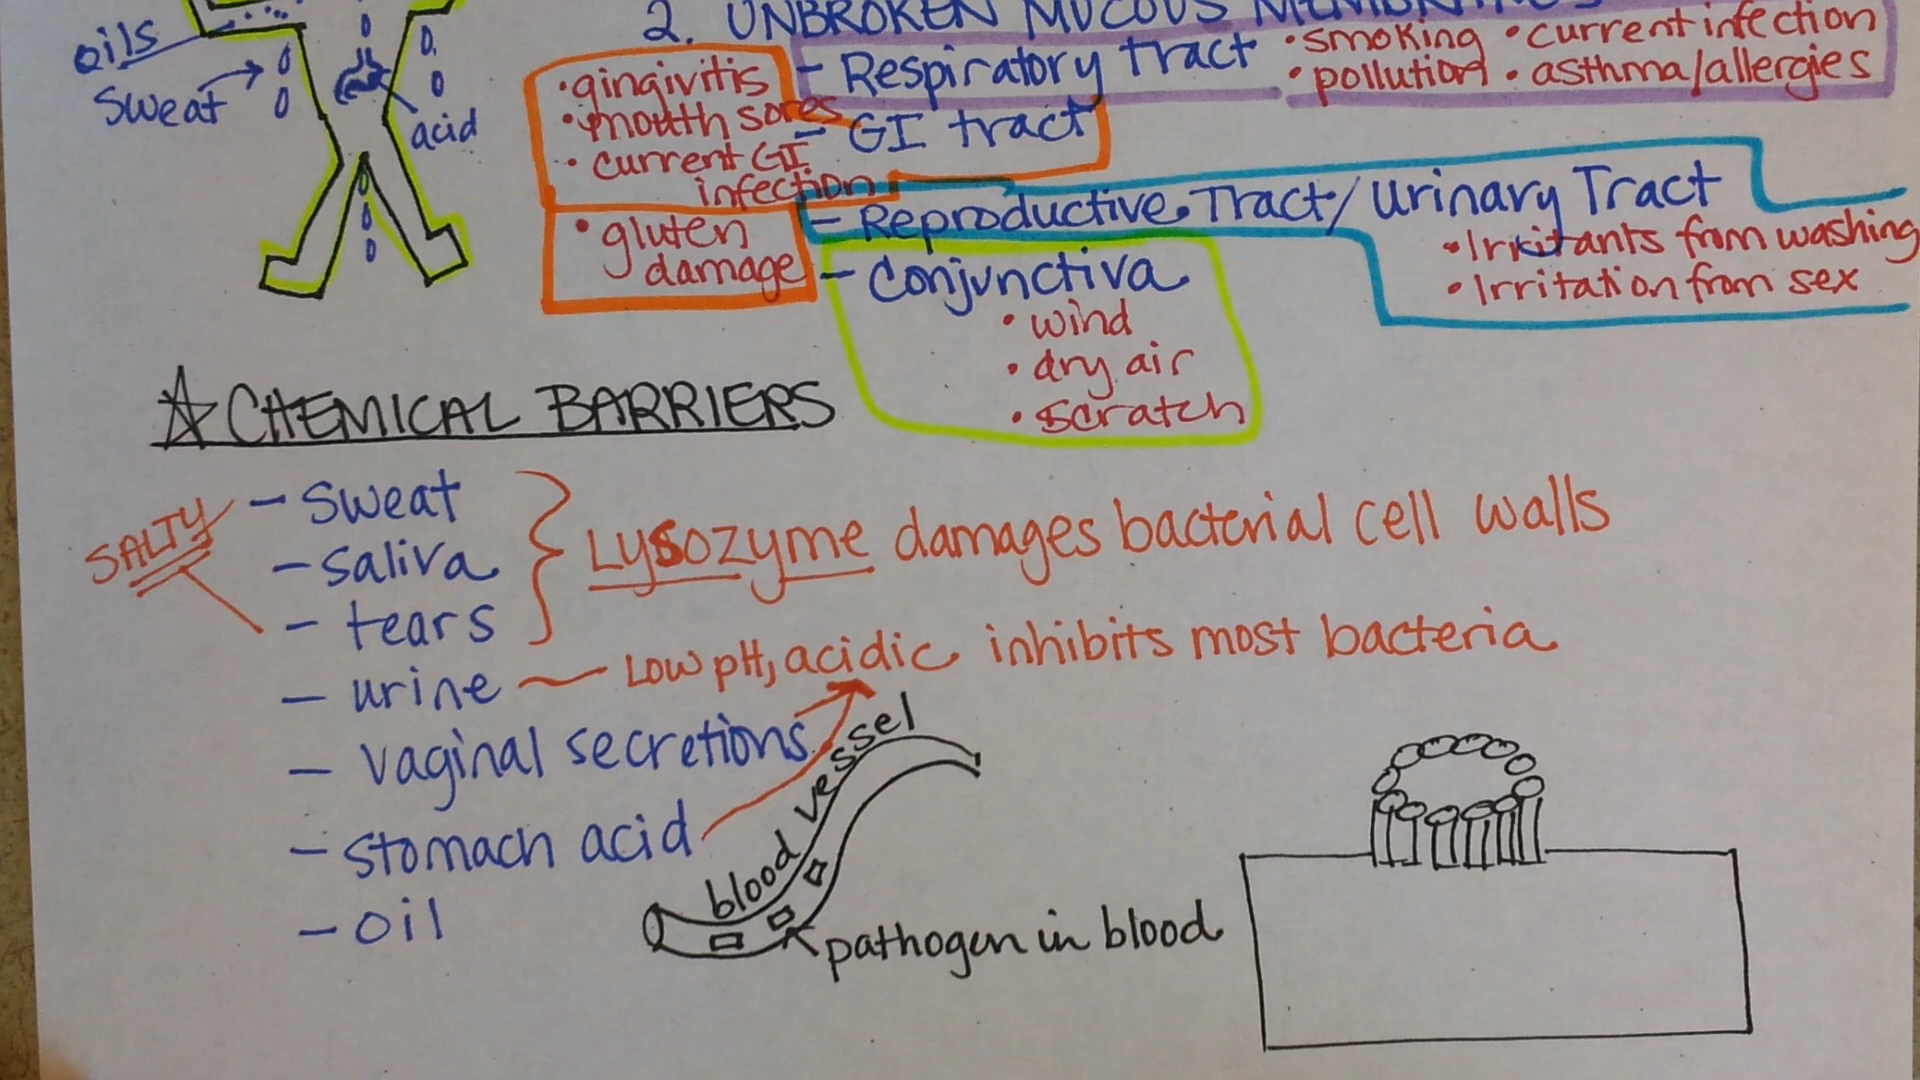 oils
sweat
acid
2. UNBROKEN MUCOUS
- Respiratory Tract
• smoking • current infection
• pollution • asthma/allergies
• gingivitis
• mouth sores
• current GI
infection
- GI tract
• gluten
damage
- Reproductive Tract/Urinary Tract
• Irritants from washing
• Irritation from sex
- Conjunctiva
• wind
• dry air
• scratch
☆ CHEMICAL BARRIERS
SALTY
- sweat
- saliva
- tears
Lysozyme damages bacterial cell walls
- urine ~ Low pH, acidic inhibits most bacteria
- vaginal secretions
- stomach acid
- oil
blood vessel
pathogen in blood